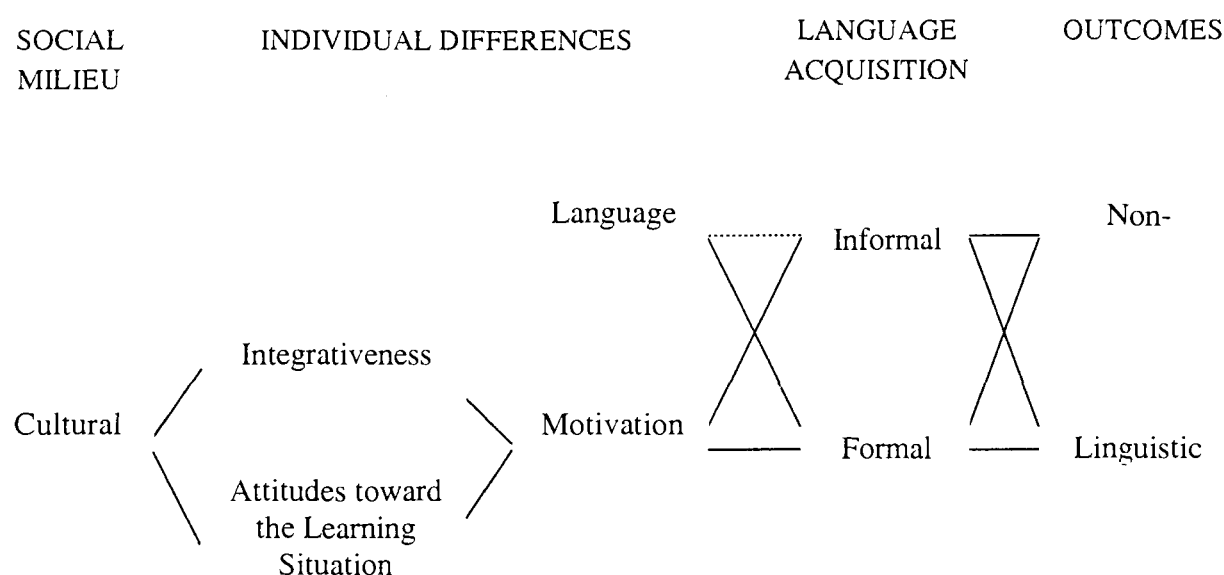 SOCIAL
MILIEU
INDIVIDUAL DIFFERENCES
LANGUAGE
ACQUISITION
OUTCOMES
Language
Informal
Non-
Integrativeness
Cultural
Motivation
Formal
Linguistic
Attitudes toward
the Learning
Situation